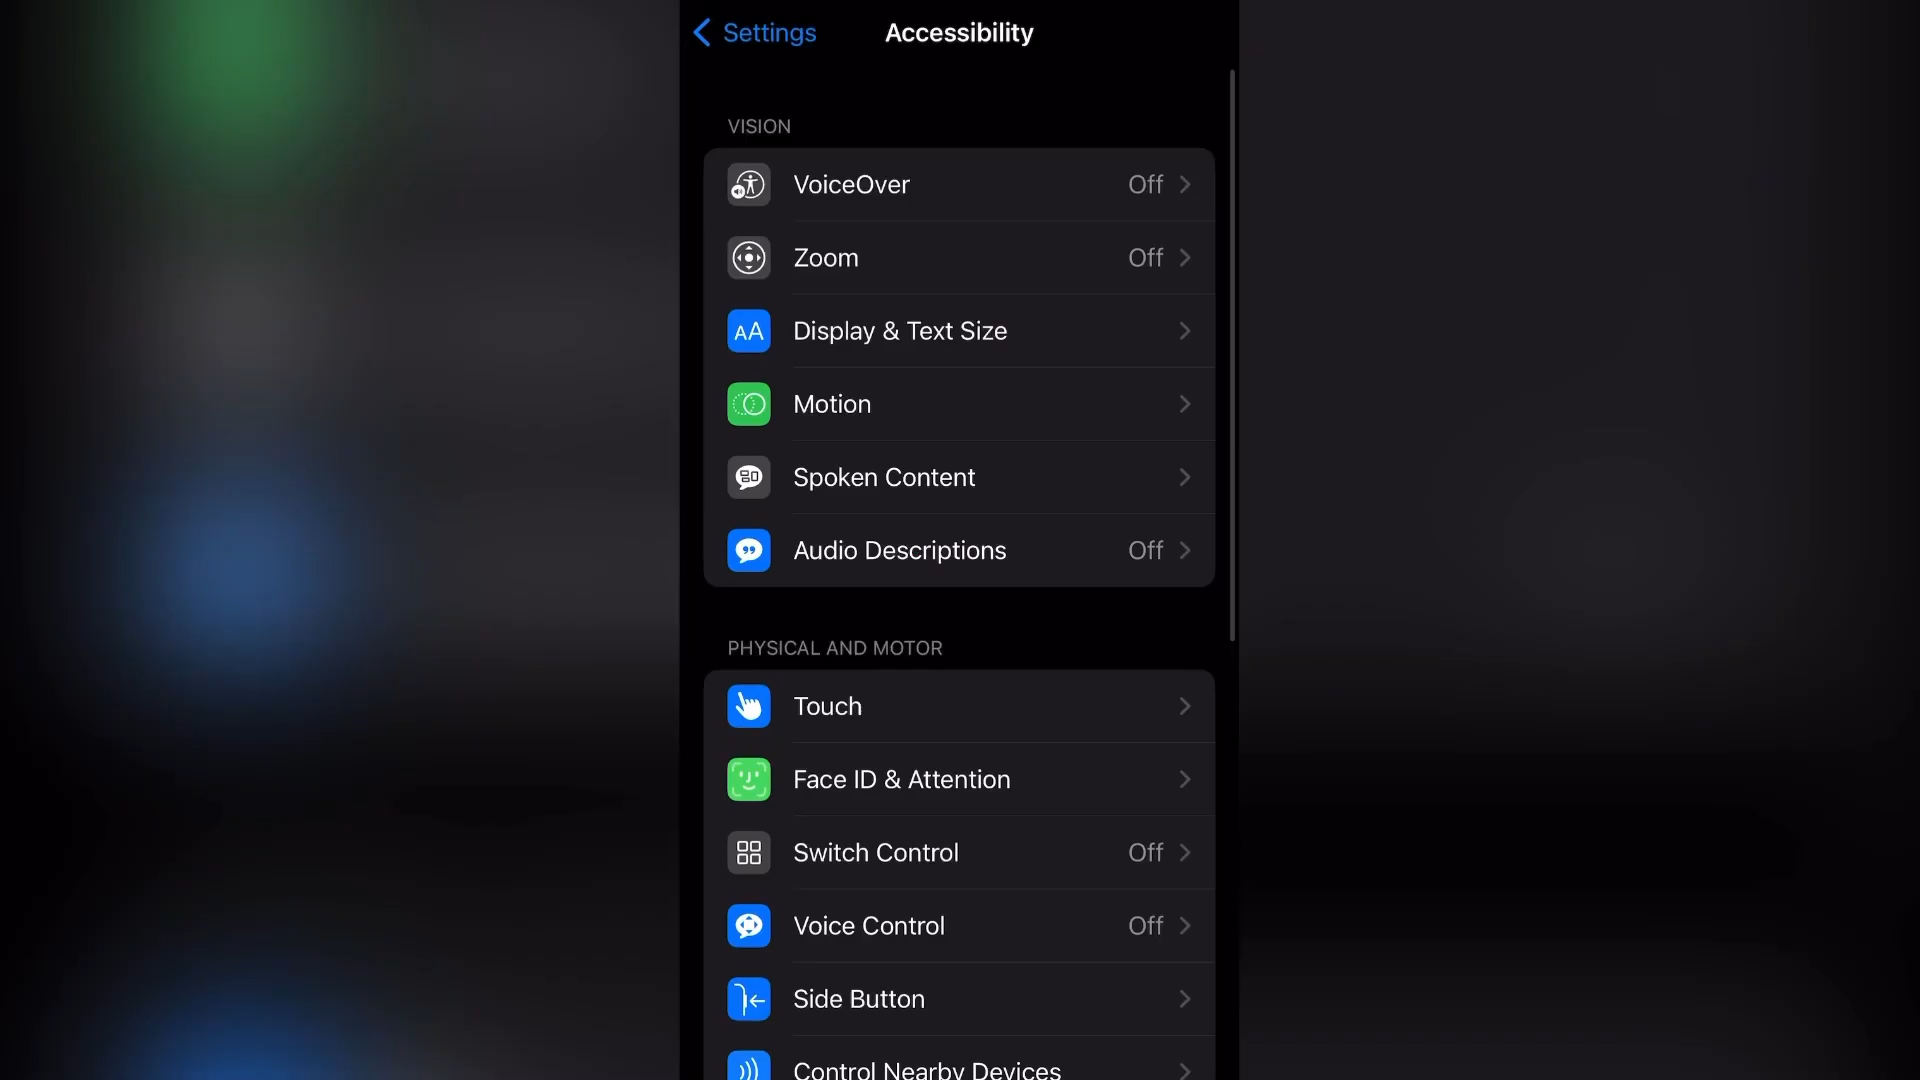 Settings
Accessibility
VISION
VoiceOver Off
Zoom Off
AA Display & Text Size
Motion
Spoken Content
Audio Descriptions Off
PHYSICAL AND MOTOR
Touch
Face ID & Attention
Switch Control Off
Voice Control Off
Side Button
Control Nearby Devices